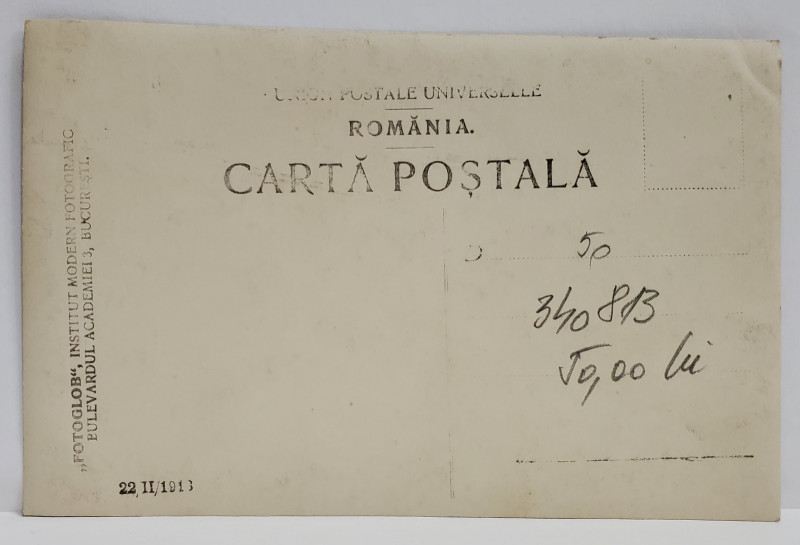 UNION POSTALE UNIVERSELLE
ROMÂNIA.
CARTĂ POȘTALĂ
„FOTOGLOB“, INSTITUT MODERN FOTOGRAFIC
BULEVARDUL ACADEMIEI 3, BUCUREȘTI.
D
50
340813
50,00 lei
22 II/1913